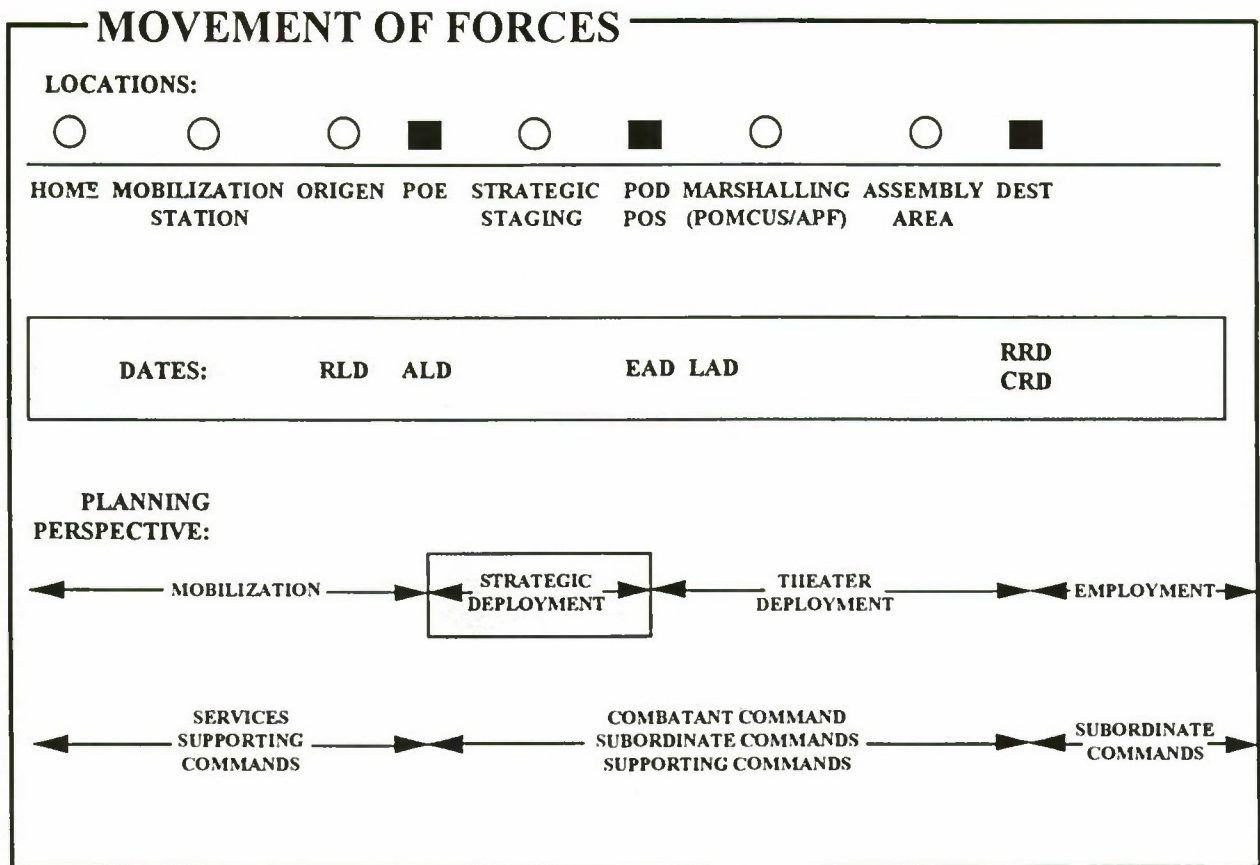 MOVEMENT OF FORCES
LOCATIONS:
HOME MOBILIZATION ORIGEN POE STRATEGIC POD MARSHALLING ASSEMBLY DEST
STATION STAGING POS (POMCUS/APF) AREA
DATES: RLD ALD EAD LAD RRD
CRD
PLANNING
PERSPECTIVE:
MOBILIZATION
STRATEGIC
DEPLOYMENT
THEATER
DEPLOYMENT
EMPLOYMENT
SERVICES
SUPPORTING
COMMANDS
COMBATANT COMMAND
SUBORDINATE COMMANDS
SUPPORTING COMMANDS
SUBORDINATE
COMMANDS